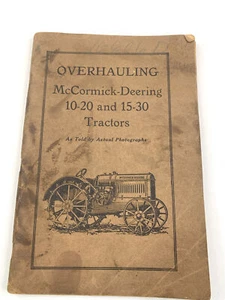 OVERHAULING
McCormick-Deering
10-20 and 15-30
Tractors
As Told by Actual Photographs